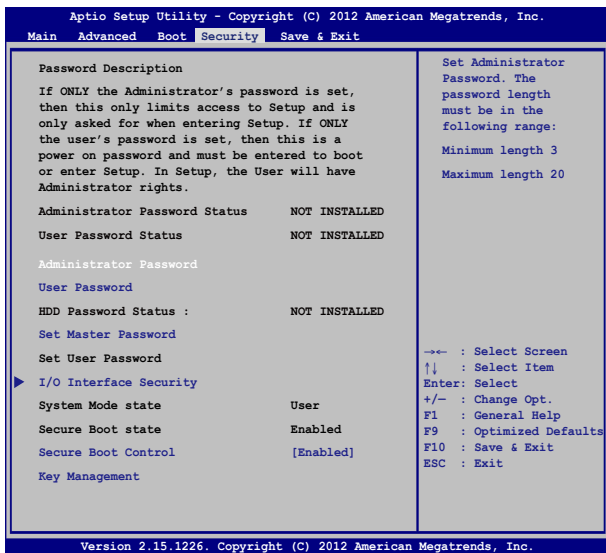 Aptio Setup Utility - Copyright (C) 2012 American Megatrends, Inc.
Main Advanced Boot Security Save & Exit
Password Description
If ONLY the Administrator's password is set,
then this only limits access to Setup and is
only asked for when entering Setup. If ONLY
the user's password is set, then this is a
power on password and must be entered to boot
or enter Setup. In Setup, the User will have
Administrator rights.
Administrator Password Status NOT INSTALLED
User Password Status NOT INSTALLED
Administrator Password
User Password
HDD Password Status : NOT INSTALLED
Set Master Password
Set User Password
I/O Interface Security
System Mode state User
Secure Boot state Enabled
Secure Boot Control [Enabled]
Key Management
Set Administrator
Password. The
password length
must be in the
following range:
Minimum length 3
Maximum length 20
→← : Select Screen
↑↓ : Select Item
Enter: Select
+/— : Change Opt.
F1 : General Help
F9 : Optimized Defaults
F10 : Save & Exit
ESC : Exit
Version 2.15.1226. Copyright (C) 2012 American Megatrends, Inc.